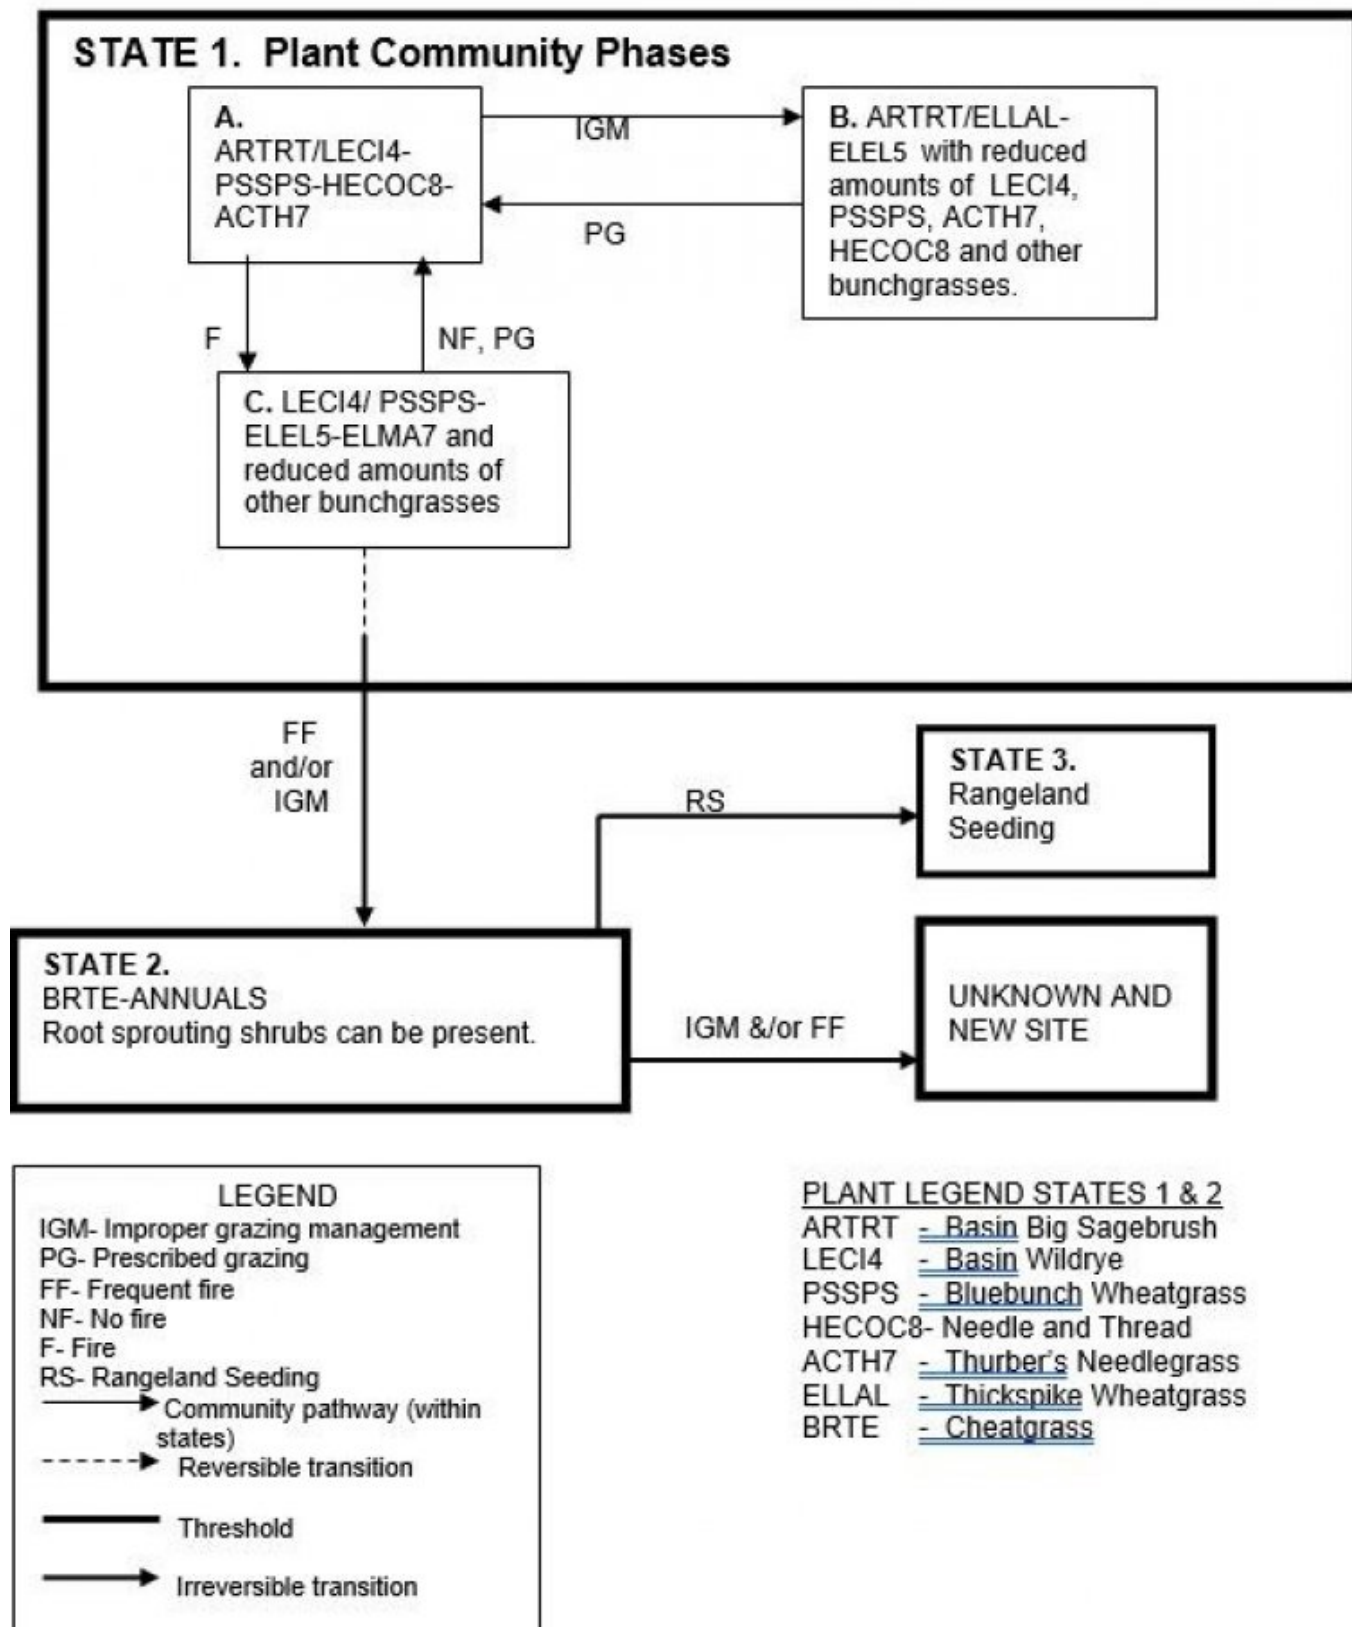 STATE 1. Plant Community Phases
A.
ARTRT/LECI4-
PSSPS-HECOC8-
ACTH7
IGM
PG
B. ARTRT/ELLAL-
ELEL5 with reduced
amounts of LECI4,
PSSPS, ACTH7,
HECOC8 and other
bunchgrasses.
F
NF, PG
C. LECI4/ PSSPS-
ELEL5-ELMA7 and
reduced amounts of
other bunchgrasses
FF
and/or
IGM
RS
STATE 3.
Rangeland
Seeding
STATE 2.
BRTE-ANNUALS
Root sprouting shrubs can be present.
IGM &/or FF
UNKNOWN AND
NEW SITE
LEGEND
IGM- Improper grazing management
PG- Prescribed grazing
FF- Frequent fire
NF- No fire
F- Fire
RS- Rangeland Seeding
Community pathway (within
states)
Reversible transition
Threshold
Irreversible transition
PLANT LEGEND STATES 1 & 2
ARTRT - Basin Big Sagebrush
LECI4 - Basin Wildrye
PSSPS - Bluebunch Wheatgrass
HECOC8- Needle and Thread
ACTH7 - Thurber's Needlegrass
ELLAL - Thickspike Wheatgrass
BRTE - Cheatgrass